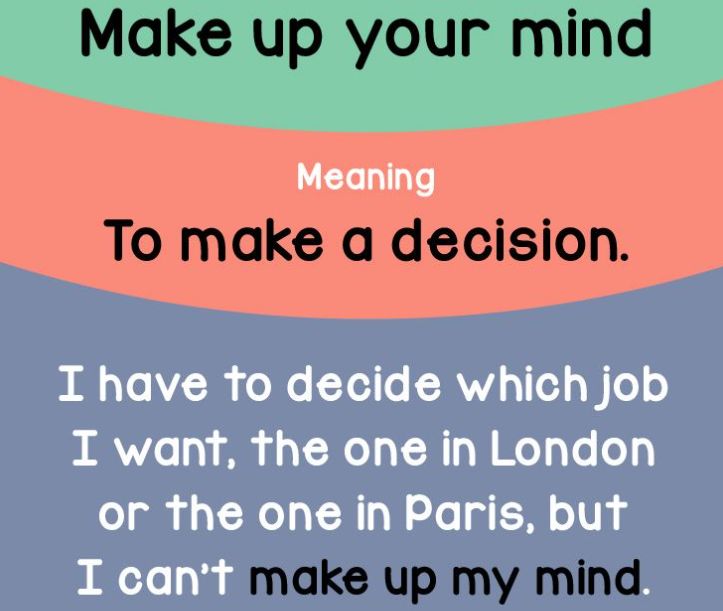 Make up your mind
Meaning
To make a decision.
I have to decide which job
I want, the one in London
or the one in Paris, but
I can't make up my mind.